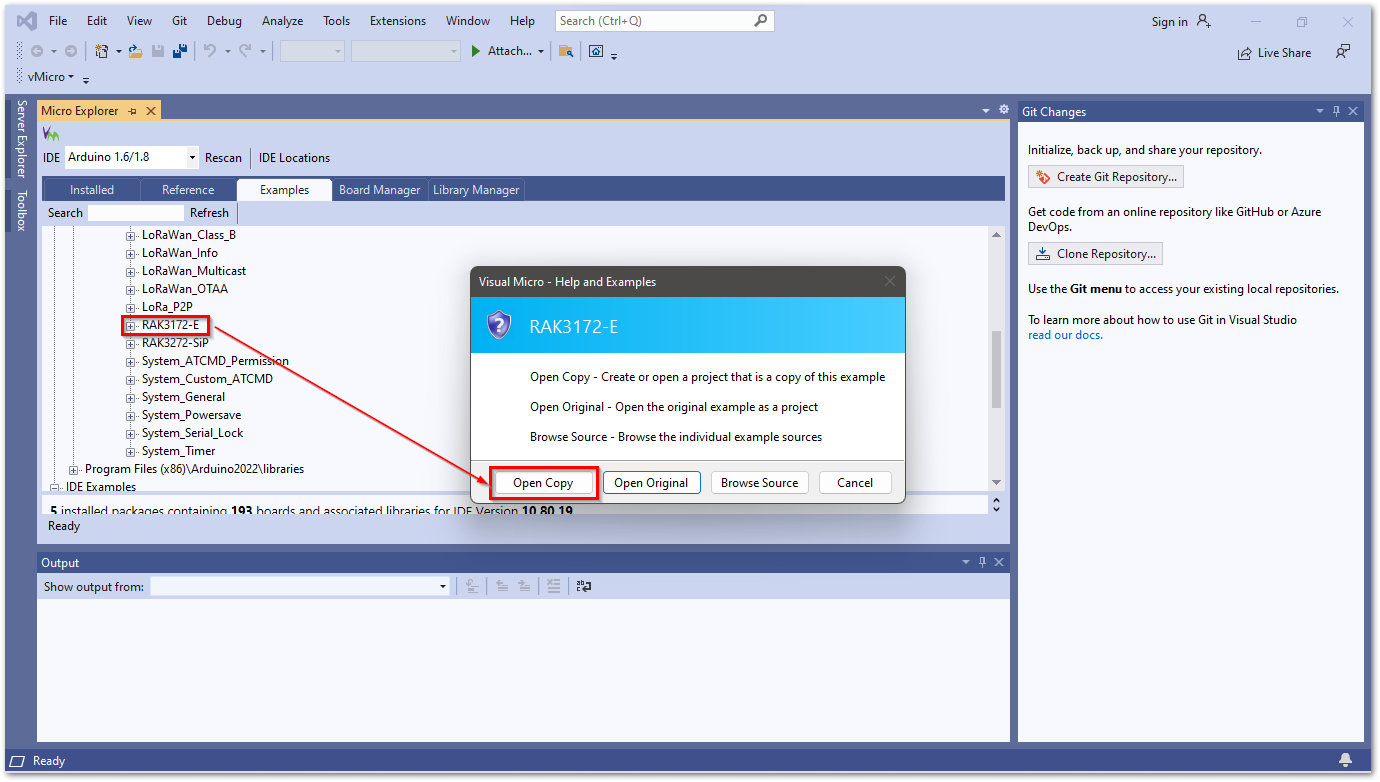 File Edit View Git Debug Analyze Tools Extensions Window Help Search (Ctrl+Q) Sign in
Attach... Live Share
vMicro
Server Explorer
Toolbox
Micro Explorer
IDE Arduino 1.6/1.8 Rescan IDE Locations
Installed Reference Examples Board Manager Library Manager
Search Refresh
LoRaWan_Class_B
LoRaWan_Info
LoRaWan_Multicast
LoRaWan_OTAA
LoRa_P2P
RAK3172-E
RAK3272-SiP
System_ATCMD_Permission
System_Custom_ATCMD
System_General
System_Powersave
System_Serial_Lock
System_Timer
Program Files (x86)\Arduino2022\libraries
IDE Examples
5 installed packages containing 193 boards and associated libraries for IDE Version 10.80.19
Ready
Visual Micro - Help and Examples
RAK3172-E
Open Copy - Create or open a project that is a copy of this example
Open Original - Open the original example as a project
Browse Source - Browse the individual example sources
Open Copy Open Original Browse Source Cancel
Git Changes
Initialize, back up, and share your repository.
Create Git Repository...
Get code from an online repository like GitHub or Azure
DevOps.
Clone Repository...
Use the Git menu to access your existing local repositories.
To learn more about how to use Git in Visual Studio
read our docs.
Output
Show output from:
Ready